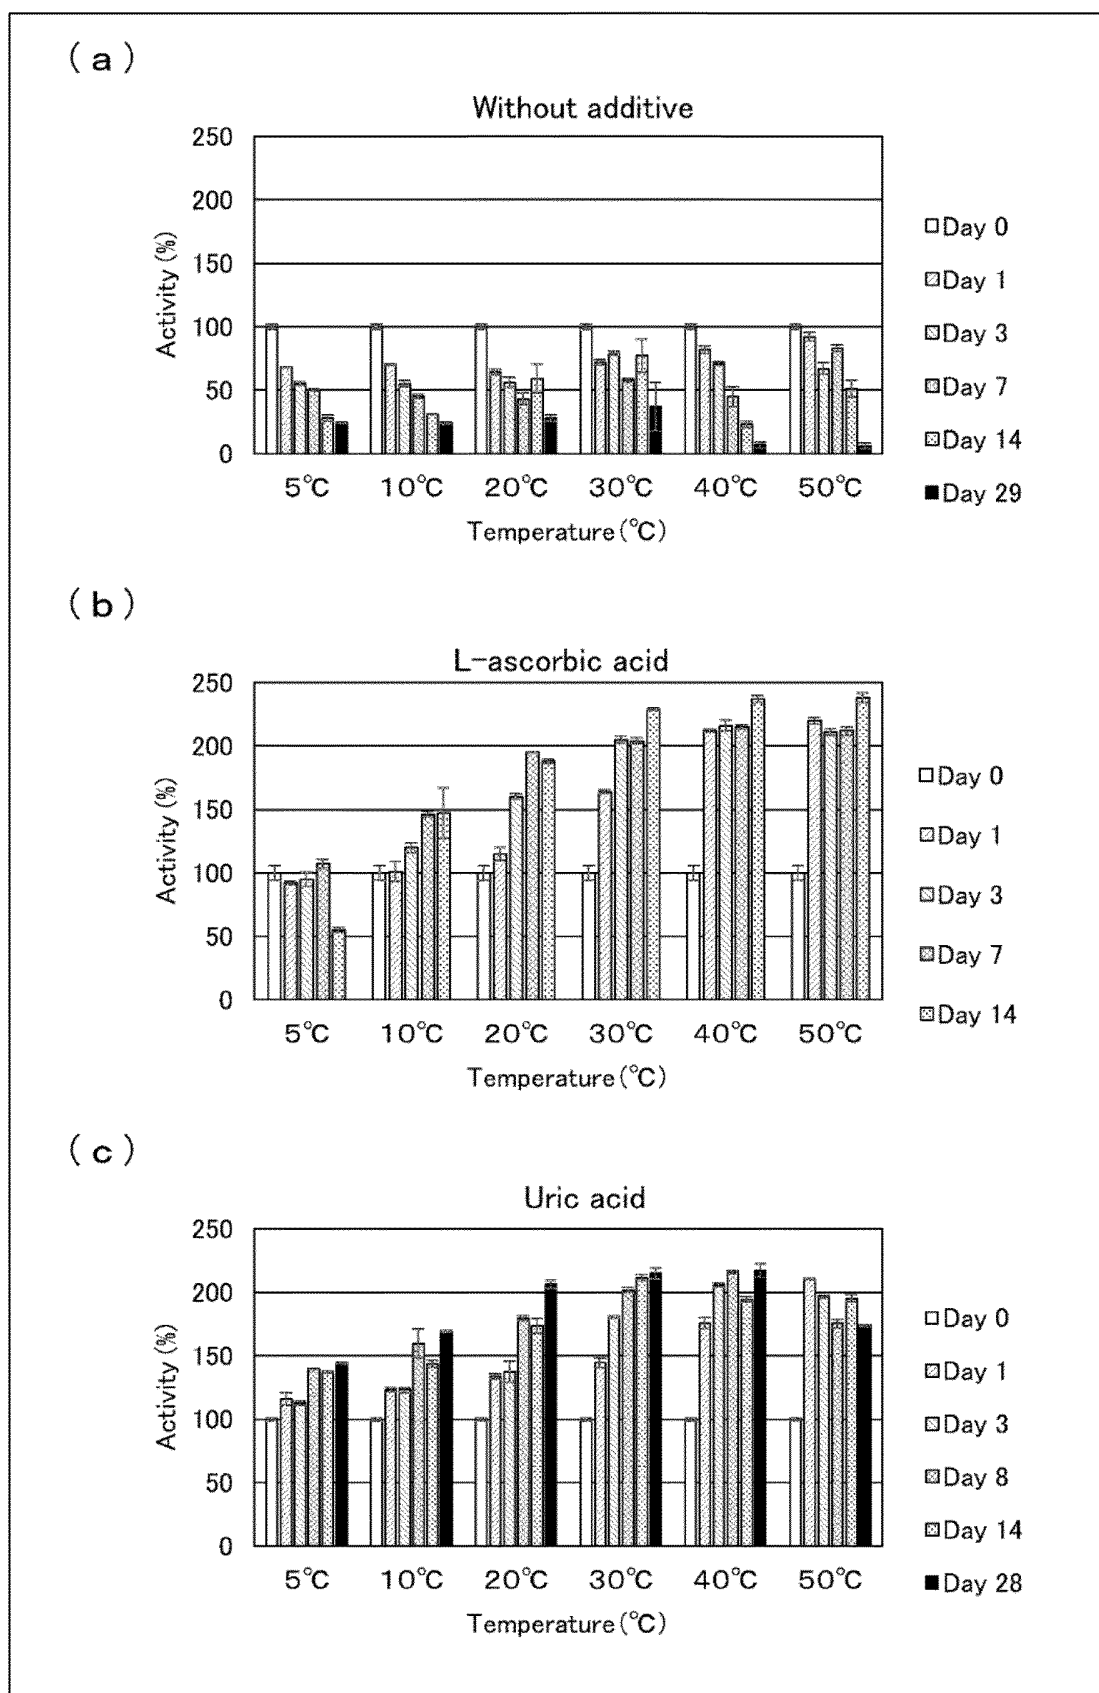 (a)
Without additive
250
200
150
100
50
0
Activity(%)
5℃ 10℃ 20℃ 30℃ 40℃ 50℃
Temperature(℃)
Day 0
Day 1
Day 3
Day 7
Day 14
Day 29
(b)
L-ascorbic acid
250
200
150
100
50
0
Activity (%)
5℃ 10℃ 20℃ 30℃ 40℃ 50℃
Temperature(℃)
Day 0
Day 1
Day 3
Day 7
Day 14
(c)
Uric acid
250
200
150
100
50
0
Activity (%)
5℃ 10℃ 20℃ 30℃ 40℃ 50℃
Temperature(℃)
Day 0
Day 1
Day 3
Day 8
Day 14
Day 28